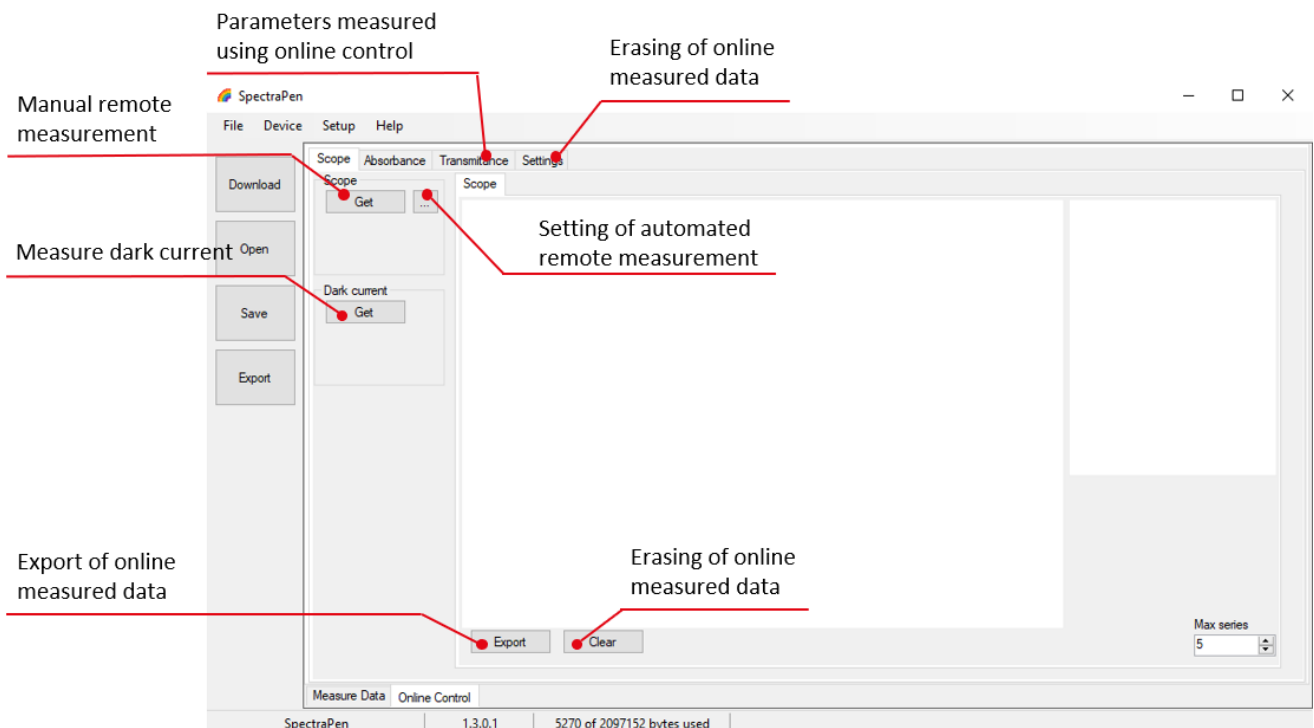 Parameters measured
using online control
Erasing of online
measured data
Manual remote
measurement
SpectraPen
File Device Setup Help
Scope Absorbance Transmitance Settings
Download
Scope
Scope
Get
...
Setting of automated
remote measurement
Measure dark current
Open
Dark current
Get
Save
Export
Export of online
measured data
Erasing of online
measured data
Export
Clear
Max series
5
Measure Data Online Control
SpectraPen 1.3.0.1 5270 of 2097152 bytes used